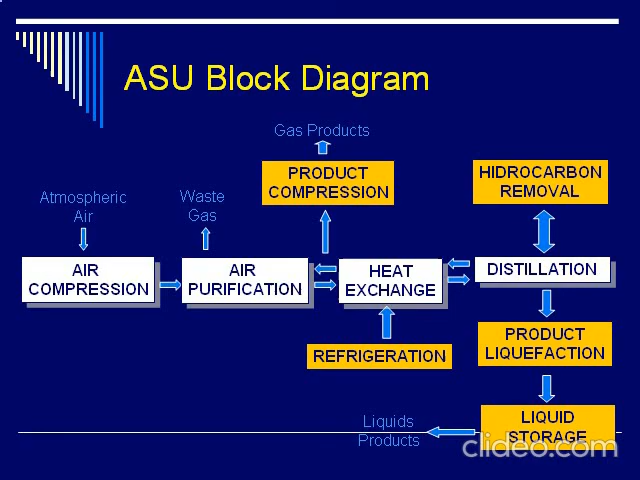 ASU Block Diagram
Gas Products
PRODUCT
COMPRESSION
HIDROCARBON
REMOVAL
Atmospheric
Air
Waste
Gas
AIR
COMPRESSION
AIR
PURIFICATION
HEAT
EXCHANGE
DISTILLATION
REFRIGERATION
PRODUCT
LIQUEFACTION
Liquids
Products
LIQUID
STORAGE
clideo.com